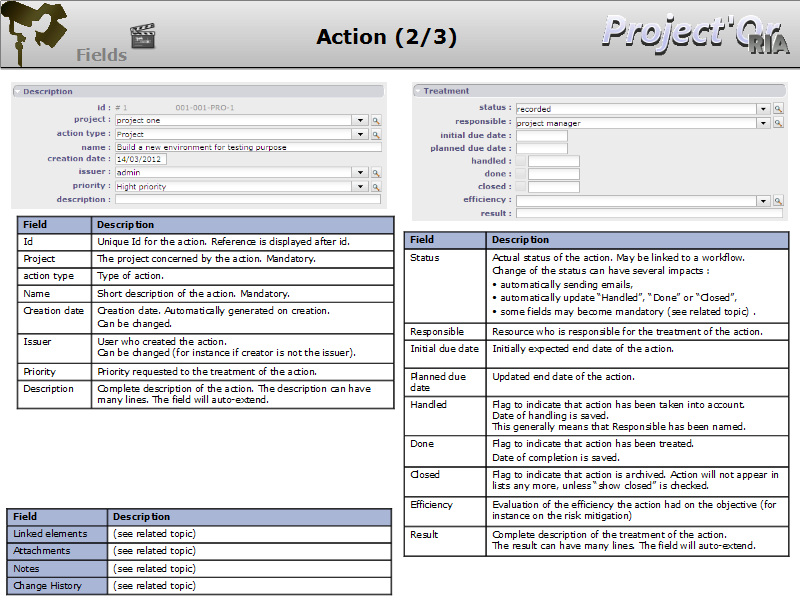 Fields
Action (2/3)
Project'Or
RIA
Description
id : # 1 001-001-PRO-1
project : project one
action type : Project
name : Build a new environment for testing purpose
creation date : 14/03/2012
issuer : admin
priority : Hight priority
description :
Field Description
Id Unique Id for the action. Reference is displayed after id.
Project The project concerned by the action. Mandatory.
action type Type of action.
Name Short description of the action. Mandatory.
Creation date Creation date. Automatically generated on creation.
Can be changed.
Issuer User who created the action.
Can be changed (for instance if creator is not the issuer).
Priority Priority requested to the treatment of the action.
Description Complete description of the action. The description can have
many lines. The field will auto-extend.
Field Description
Linked elements (see related topic)
Attachments (see related topic)
Notes (see related topic)
Change History (see related topic)
Treatment
status : recorded
responsible : project manager
initial due date :
planned due date :
handled :
done :
closed :
efficiency :
result :
Field Description
Status Actual status of the action. May be linked to a workflow.
Change of the status can have several impacts :
• automatically sending emails,
• automatically update “Handled”, “Done” or “Closed”,
• some fields may become mandatory (see related topic) .
Responsible Resource who is responsible for the treatment of the action.
Initial due date Initially expected end date of the action.
Planned due Updated end date of the action.
date
Handled Flag to indicate that action has been taken into account.
Date of handling is saved.
This generally means that Responsible has been named.
Done Flag to indicate that action has been treated.
Date of completion is saved.
Closed Flag to indicate that action is archived. Action will not appear in
lists any more, unless “show closed” is checked.
Efficiency Evaluation of the efficiency the action had on the objective (for
instance on the risk mitigation)
Result Complete description of the treatment of the action.
The result can have many lines. The field will auto-extend.